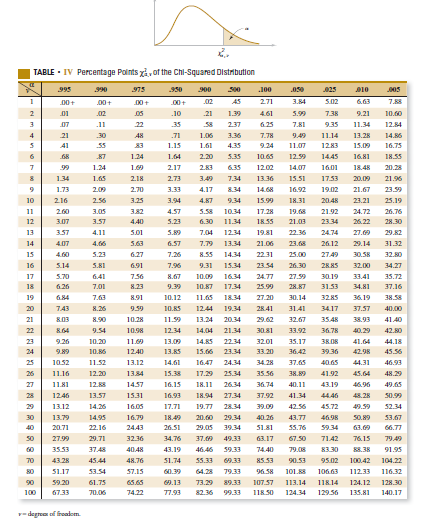 α
χ²α,ν
TABLE • IV Percentage Points χ²α,ν of the Chi-Squared Distribution
ν α .995 .990 .975 .950 .900 .500 .100 .050 .025 .010 .005
1 .00+ .00+ .00+ .00+ .02 .45 2.71 3.84 5.02 6.63 7.88
2 .01 .02 .05 .10 .21 1.39 4.61 5.99 7.38 9.21 10.60
3 .07 .11 .22 .35 .58 2.37 6.25 7.81 9.35 11.34 12.84
4 .21 .30 .48 .71 1.06 3.36 7.78 9.49 11.14 13.28 14.86
5 .41 .55 .83 1.15 1.61 4.35 9.24 11.07 12.83 15.09 16.75
6 .68 .87 1.24 1.64 2.20 5.35 10.65 12.59 14.45 16.81 18.55
7 .99 1.24 1.69 2.17 2.83 6.35 12.02 14.07 16.01 18.48 20.28
8 1.34 1.65 2.18 2.73 3.49 7.34 13.36 15.51 17.53 20.09 21.96
9 1.73 2.09 2.70 3.33 4.17 8.34 14.68 16.92 19.02 21.67 23.59
10 2.16 2.56 3.25 3.94 4.87 9.34 15.99 18.31 20.48 23.21 25.19
11 2.60 3.05 3.82 4.57 5.58 10.34 17.28 19.68 21.92 24.72 26.76
12 3.07 3.57 4.40 5.23 6.30 11.34 18.55 21.03 23.34 26.22 28.30
13 3.57 4.11 5.01 5.89 7.04 12.34 19.81 22.36 24.74 27.69 29.82
14 4.07 4.66 5.63 6.57 7.79 13.34 21.06 23.68 26.12 29.14 31.32
15 4.60 5.23 6.27 7.26 8.55 14.34 22.31 25.00 27.49 30.58 32.80
16 5.14 5.81 6.91 7.96 9.31 15.34 23.54 26.30 28.85 32.00 34.27
17 5.70 6.41 7.56 8.67 10.09 16.34 24.77 27.59 30.19 33.41 35.72
18 6.26 7.01 8.23 9.39 10.87 17.34 25.99 28.87 31.53 34.81 37.16
19 6.84 7.63 8.91 10.12 11.65 18.34 27.20 30.14 32.85 36.19 38.58
20 7.43 8.26 9.59 10.85 12.44 19.34 28.41 31.41 34.17 37.57 40.00
21 8.03 8.90 10.28 11.59 13.24 20.34 29.62 32.67 35.48 38.93 41.40
22 8.64 9.54 10.98 12.34 14.04 21.34 30.81 33.92 36.78 40.29 42.80
23 9.26 10.20 11.69 13.09 14.85 22.34 32.01 35.17 38.08 41.64 44.18
24 9.89 10.86 12.40 13.85 15.66 23.34 33.20 36.42 39.36 42.98 45.56
25 10.52 11.52 13.12 14.61 16.47 24.34 34.28 37.65 40.65 44.31 46.93
26 11.16 12.20 13.84 15.38 17.29 25.34 35.56 38.89 41.92 45.64 48.29
27 11.81 12.88 14.57 16.15 18.11 26.34 36.74 40.11 43.19 46.96 49.65
28 12.46 13.57 15.31 16.93 18.94 27.34 37.92 41.34 44.46 48.28 50.99
29 13.12 14.26 16.05 17.71 19.77 28.34 39.09 42.56 45.72 49.59 52.34
30 13.79 14.95 16.79 18.49 20.60 29.34 40.26 43.77 46.98 50.89 53.67
40 20.71 22.16 24.43 26.51 29.05 39.34 51.81 55.76 59.34 63.69 66.77
50 27.99 29.71 32.36 34.76 37.69 49.33 63.17 67.50 71.42 76.15 79.49
60 35.53 37.48 40.48 43.19 46.46 59.33 74.40 79.08 83.30 88.38 91.95
70 43.28 45.44 48.76 51.74 55.33 69.33 85.53 90.53 95.02 100.42 104.22
80 51.17 53.54 57.15 60.39 64.28 79.33 96.58 101.88 106.63 112.33 116.32
90 59.20 61.75 65.65 69.13 73.29 89.33 107.57 113.14 118.14 124.12 128.30
100 67.33 70.06 74.22 77.93 82.36 99.33 118.50 124.34 129.56 135.81 140.17
ν = degrees of freedom.